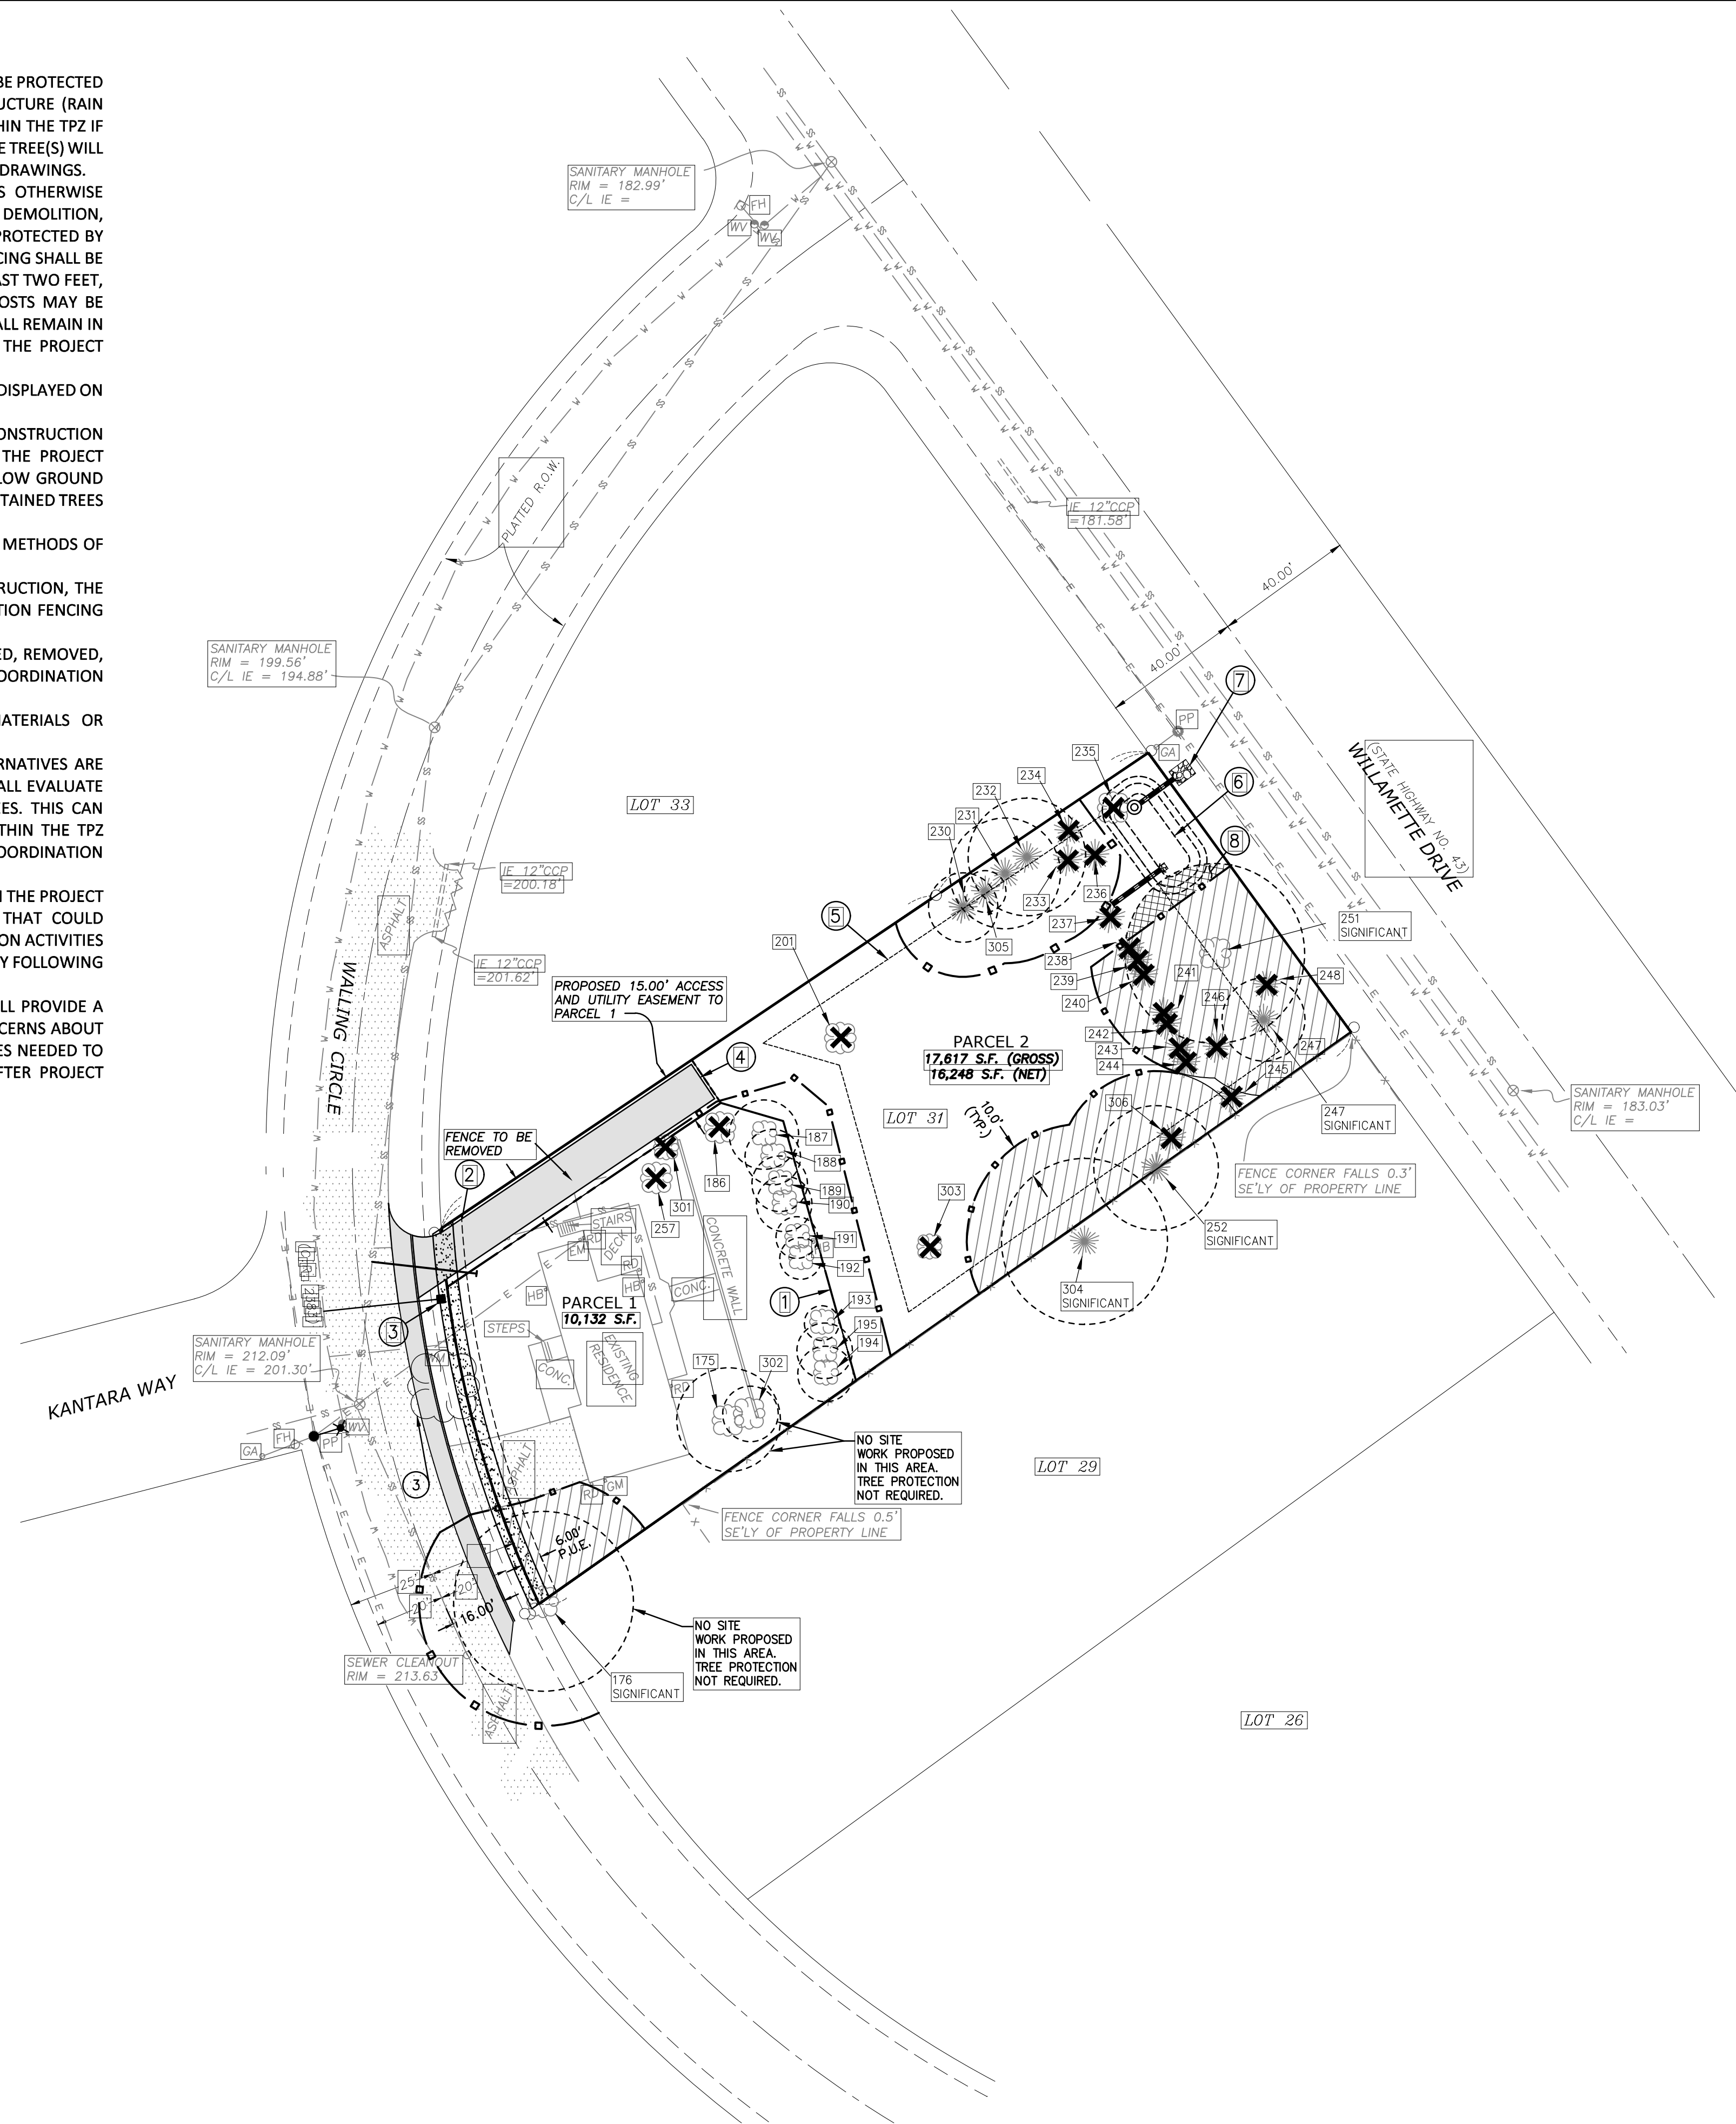 BE PROTECTED
UCTURE (RAIN
HIN THE TPZ IF
E TREE(S) WILL
DRAWINGS.
S OTHERWISE
DEMOLITION,
PROTECTED BY
CING SHALL BE
AST TWO FEET,
OSTS MAY BE
ALL REMAIN IN
THE PROJECT
DISPLAYED ON
ONSTRUCTION
THE PROJECT
LOW GROUND
TAINED TREES
METHODS OF
RUCTION, THE
TION FENCING
ED, REMOVED,
OORDINATION
MATERIALS OR
RNATIVES ARE
ALL EVALUATE
EES. THIS CAN
THIN THE TPZ
OORDINATION
N THE PROJECT
THAT COULD
ON ACTIVITIES
Y FOLLOWING
LL PROVIDE A
CERNS ABOUT
ES NEEDED TO
FTER PROJECT
SANITARY MANHOLE
RIM = 182.99'
C/L IE =
FH
WV
WV
PLATTED R.O.W.
IE 12"CCP
=181.58'
40.00'
40.00'
SANITARY MANHOLE
RIM = 199.56'
C/L IE = 194.88'
7
PP
GA
235
234
232
231
230
6
8
WILLAMETTE DRIVE
(STATE HIGHWAY NO. 43)
LOT 33
IE 12"CCP
=200.18'
ASPHALT
236
233
237
305
5
201
238
239
240
241
246
248
251
SIGNIFICANT
IE 12"CCP
=201.62'
WALLING CIRCLE
PROPOSED 15.00' ACCESS
AND UTILITY EASEMENT TO
PARCEL 1
PARCEL 2
17,617 S.F. (GROSS)
16,248 S.F. (NET)
242
243
244
247
245
4
306
10.0'
(TYP.)
LOT 31
SANITARY MANHOLE
RIM = 183.03'
C/L IE =
247
SIGNIFICANT
FENCE TO BE
REMOVED
2
187
188
186
301
257
189
190
191
192
HB
303
FENCE CORNER FALLS 0.3'
SE'LY OF PROPERTY LINE
252
SIGNIFICANT
304
SIGNIFICANT
STAIRS
RD
DECK
EM
RD
HB
HB
CONC.
CONCRETE WALL
1
PARCEL 1
10,132 S.F.
3
STEPS
CONC.
EXISTING
RESIDENCE
RD
193
195
194
175
302
SANITARY MANHOLE
RIM = 212.09'
C/L IE = 201.30'
WM
KANTARA WAY
GA
FH
PP
WV
3
ASPHALT
RD
GM
NO SITE
WORK PROPOSED
IN THIS AREA.
TREE PROTECTION
NOT REQUIRED.
LOT 29
FENCE CORNER FALLS 0.5'
SE'LY OF PROPERTY LINE
6.00'
P.U.E.
25'
20'
20'
16.00'
SEWER CLEANOUT
RIM = 213.63'
ASPHALT
176
SIGNIFICANT
NO SITE
WORK PROPOSED
IN THIS AREA.
TREE PROTECTION
NOT REQUIRED.
LOT 26